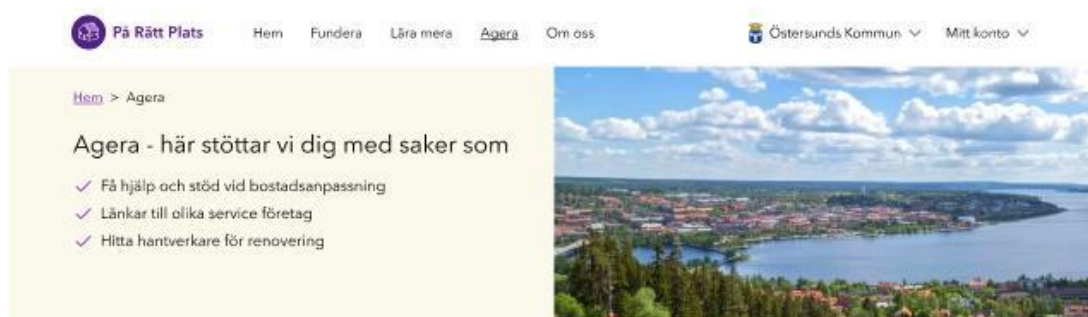 På Rätt Plats Hem Fundera Lära mera Agera Om oss Östersunds Kommun Mitt konto
Hem > Agera
Agera - här stöttar vi dig med saker som
Få hjälp och stöd vid bostadsanpassning
Länkar till olika service företag
Hitta hantverkare för renovering